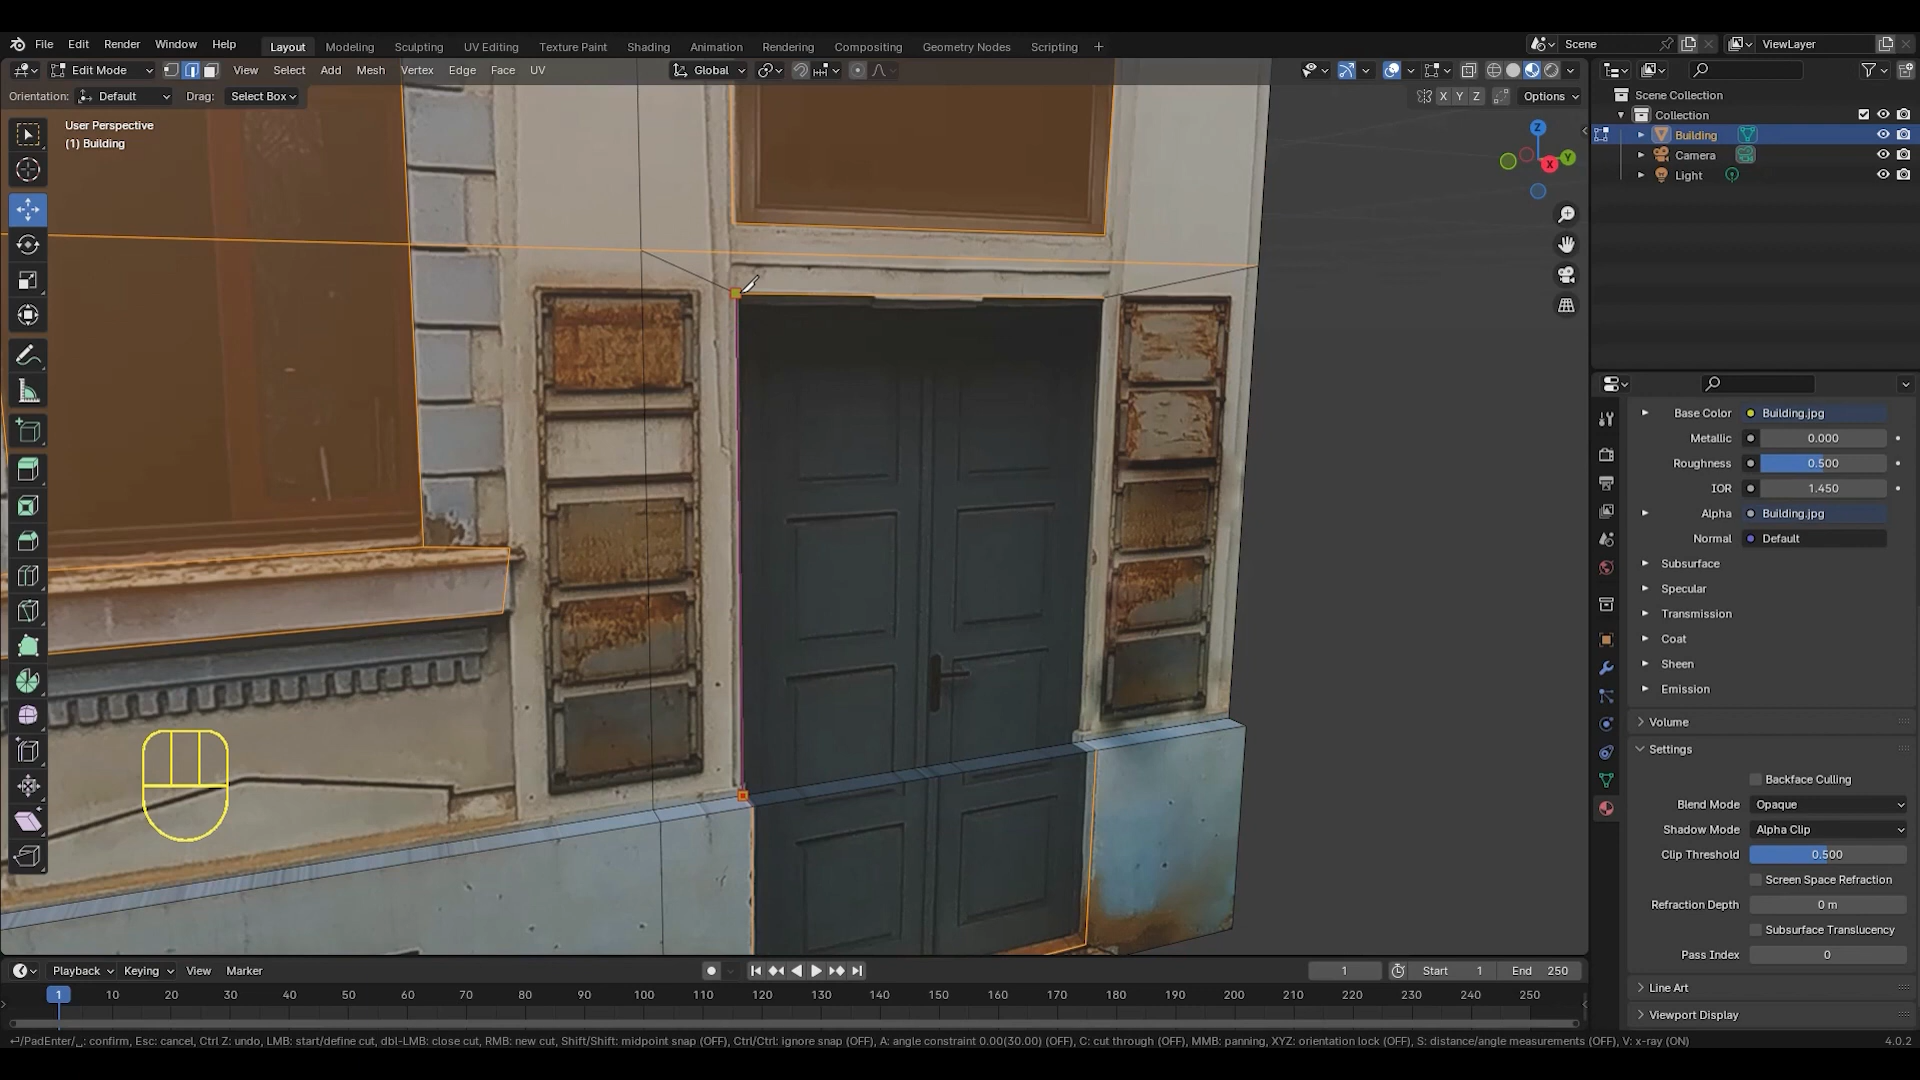 File Edit Render Window Help Layout Modeling Sculpting UV Editing Texture Paint Shading Animation Rendering Compositing Geometry Nodes Scripting + Scene ViewLayer
Edit Mode View Select Add Mesh Vertex Edge Face UV Global
Orientation: Default Drag: Select Box X Y Z Options
User Perspective
(1) Building
Z
Y
X
Scene Collection
Collection
Building
Camera
Light
Base Color Building.jpg
Metallic 0.000
Roughness 0.500
IOR 1.450
Alpha Building.jpg
Normal Default
Subsurface
Specular
Transmission
Coat
Sheen
Emission
Volume
Settings
Backface Culling
Blend Mode Opaque
Shadow Mode Alpha Clip
Clip Threshold 0.500
Screen Space Refraction
Refraction Depth 0 m
Subsurface Translucency
Pass Index 0
Line Art
Viewport Display
Playback Keying View Marker 1 Start 1 End 250
1 10 20 30 40 50 60 70 80 90 100 110 120 130 140 150 160 170 180 190 200 210 220 230 240 250
⏎/PadEnter/␣: confirm, Esc: cancel, Ctrl Z: undo, LMB: start/define cut, dbl-LMB: close cut, RMB: new cut, Shift/Shift: midpoint snap (OFF), Ctrl/Ctrl: ignore snap (OFF), A: angle constraint 0.00(30.00) (OFF), C: cut through (OFF), MMB: panning, XYZ: orientation lock (OFF), S: distance/angle measurements (OFF), V: x-ray (ON) 4.0.2